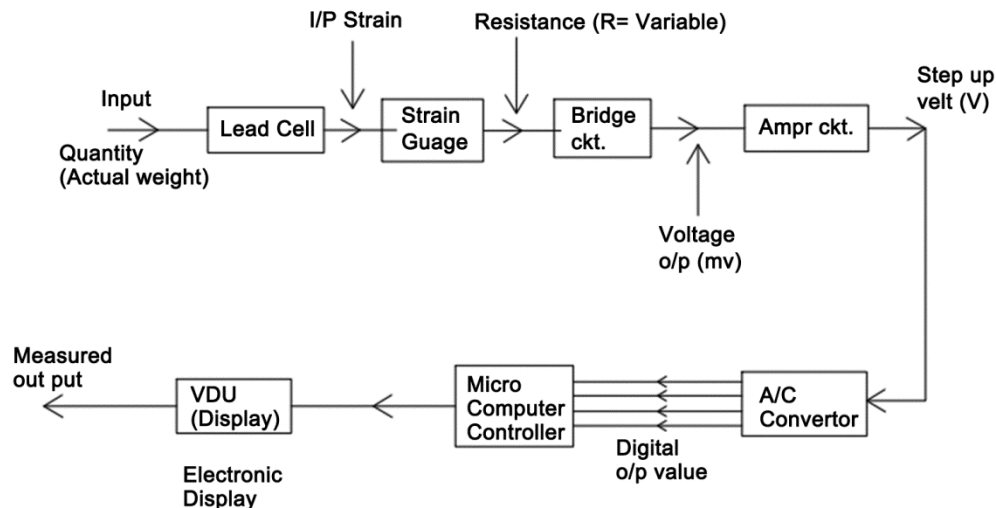 I/P Strain
Resistance (R= Variable)
Step up
velt (V)
Input
Lead Cell
Strain
Guage
Bridge
ckt.
Ampr ckt.
Quantity
(Actual weight)
Voltage
o/p (mv)
Measured
out put
VDU
(Display)
Micro
Computer
Controller
A/C
Convertor
Digital
o/p value
Electronic
Display